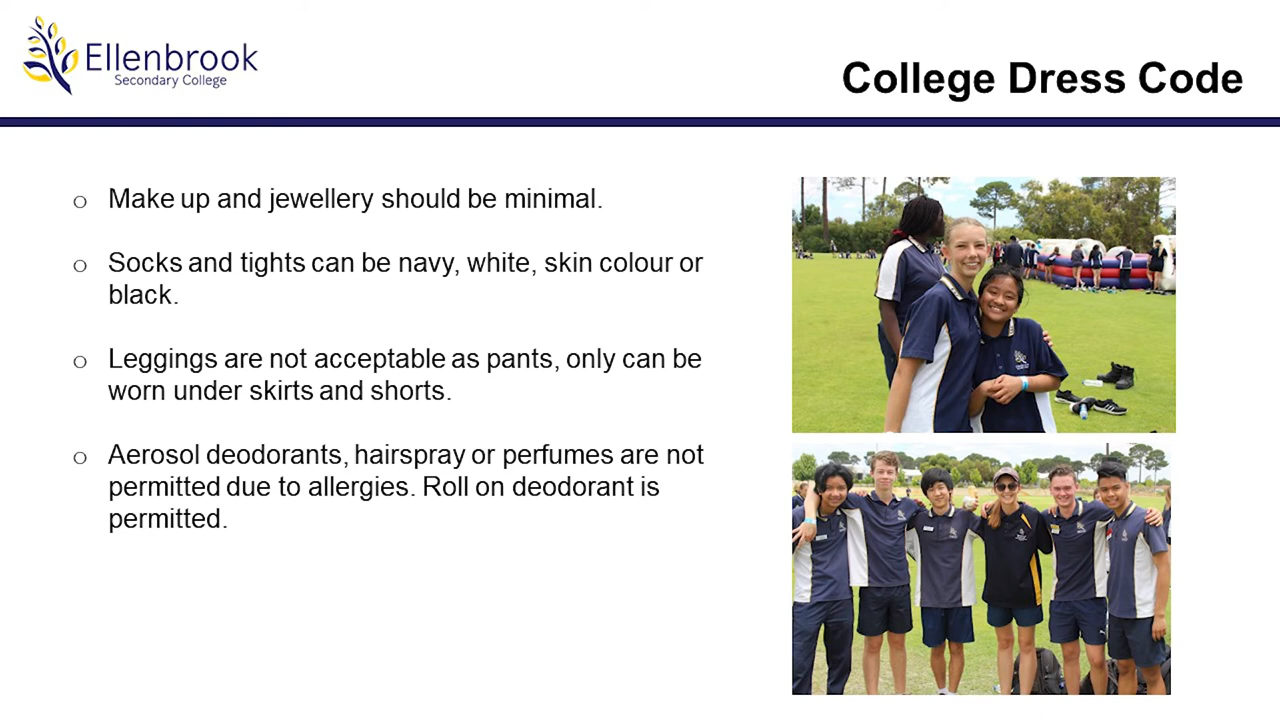 Ellenbrook
Secondary College
College Dress Code
o Make up and jewellery should be minimal.
o Socks and tights can be navy, white, skin colour or
black.
o Leggings are not acceptable as pants, only can be
worn under skirts and shorts.
o Aerosol deodorants, hairspray or perfumes are not
permitted due to allergies. Roll on deodorant is
permitted.